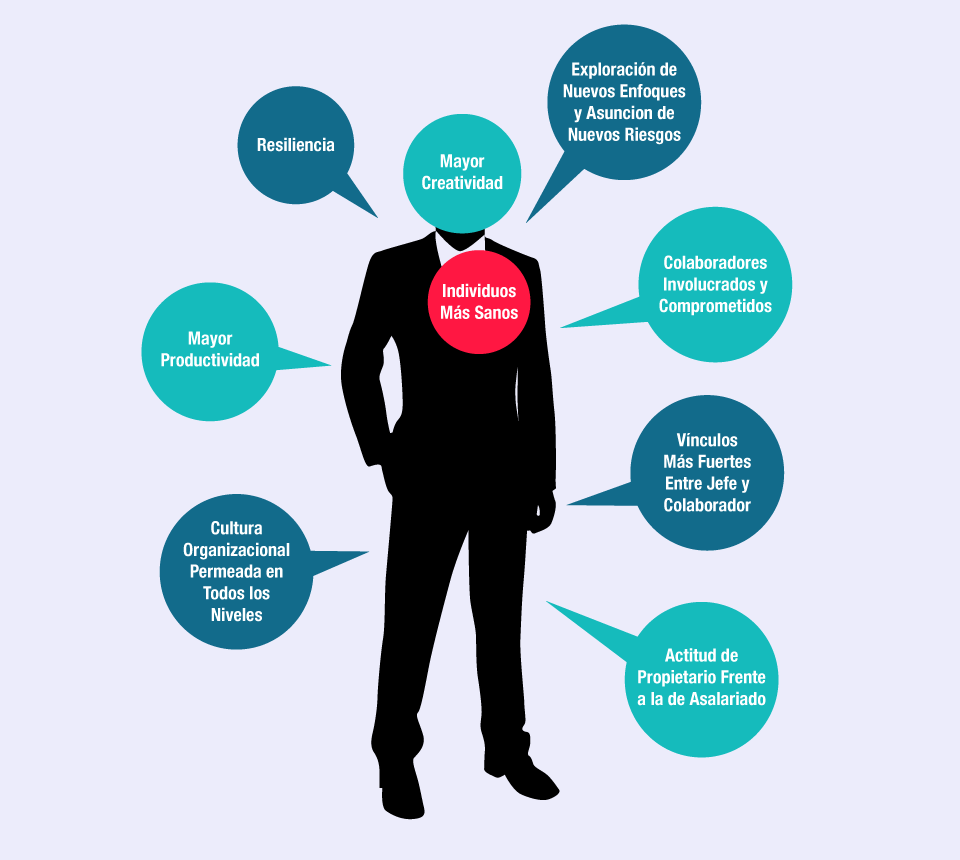 Exploración de
Nuevos Enfoques
y Asuncion de
Nuevos Riesgos
Resiliencia
Mayor
Creatividad
Colaboradores
Involucrados y
Comprometidos
Individuos
Más Sanos
Mayor
Productividad
Vínculos
Más Fuertes
Entre Jefe y
Colaborador
Cultura
Organizacional
Permeada en
Todos los
Niveles
Actitud de
Propietario Frente
a la de Asalariado